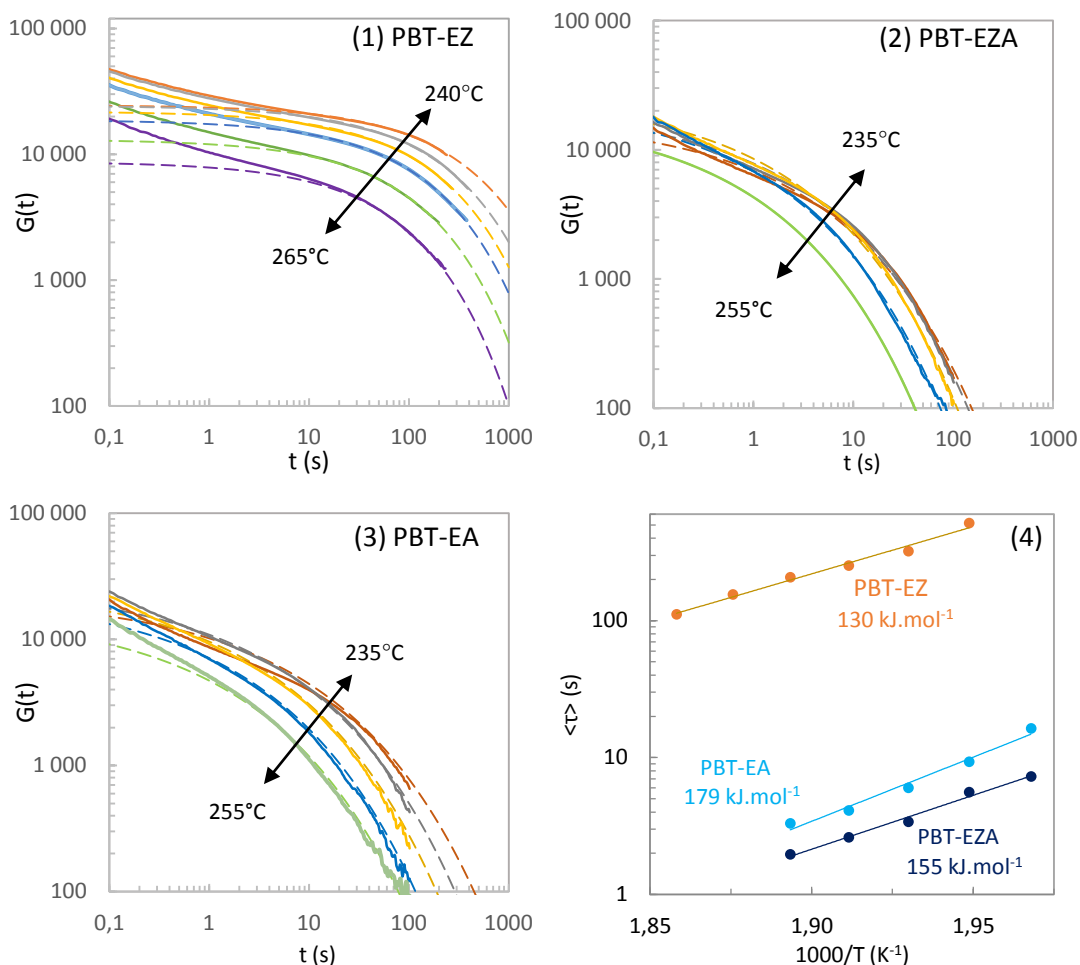 (1) PBT-EZ
100 000
10 000
1 000
100
G(t)
240°C
265°C
0,1 1 10 100 1000
t (s)
(2) PBT-EZA
100 000
10 000
1 000
100
G(t)
235°C
255°C
0,1 1 10 100 1000
t (s)
(3) PBT-EA
100 000
10 000
1 000
100
G(t)
235°C
255°C
0,1 1 10 100 1000
t (s)
(4)
100
10
1
<τ> (s)
PBT-EZ
130 kJ.mol⁻¹
PBT-EA
179 kJ.mol⁻¹
PBT-EZA
155 kJ.mol⁻¹
1,85 1,90 1,95
1000/T (K⁻¹)